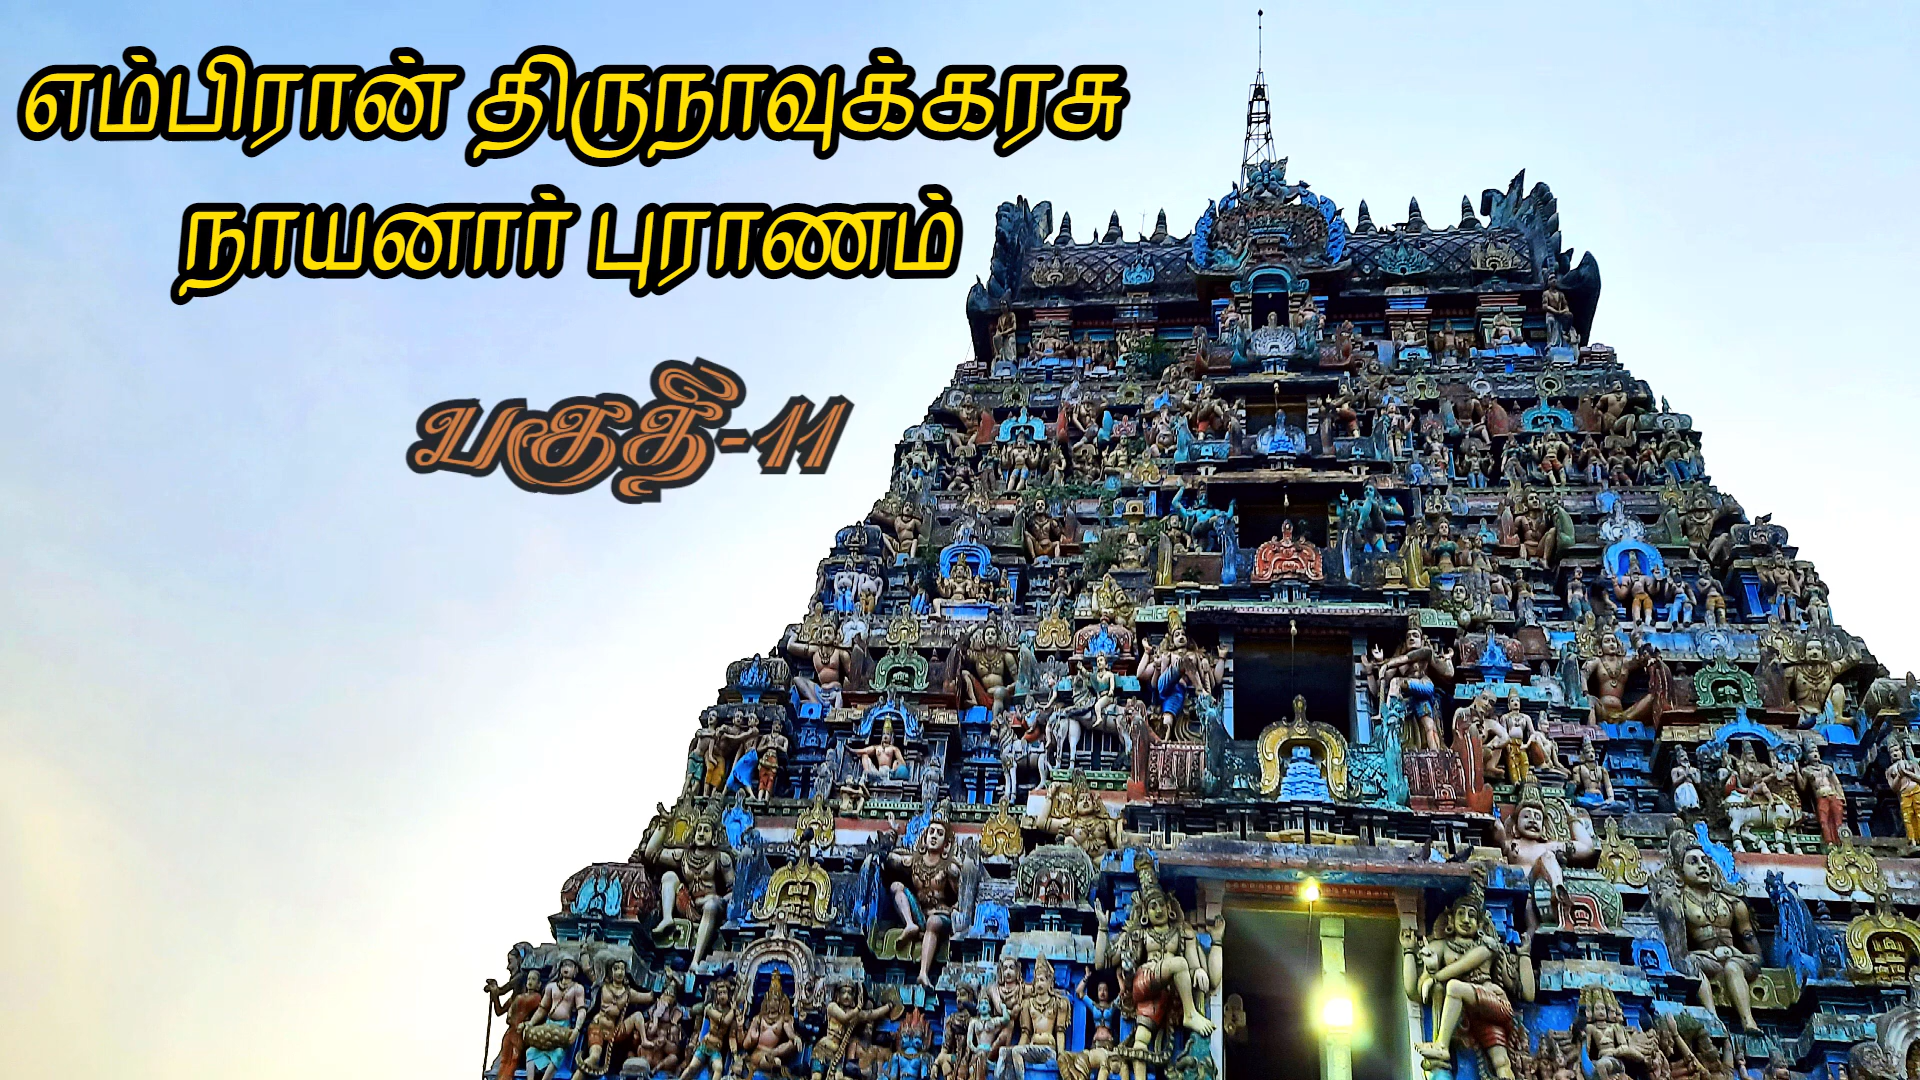 எம்பிரான் திருநாவுக்கரசு
நாயனார் புராணம்
பகுதி-11